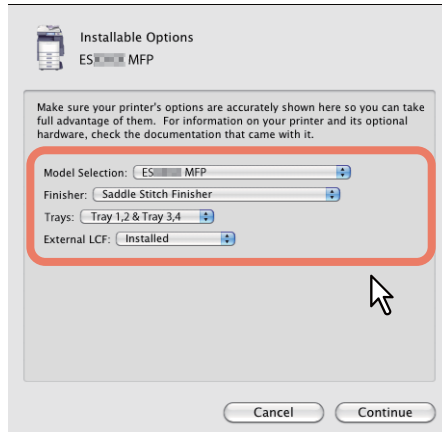 Installable Options
ES MFP
Make sure your printer's options are accurately shown here so you can take
full advantage of them. For information on your printer and its optional
hardware, check the documentation that came with it.
Model Selection: ES MFP
Finisher: Saddle Stitch Finisher
Trays: Tray 1,2 & Tray 3,4
External LCF: Installed
Cancel Continue